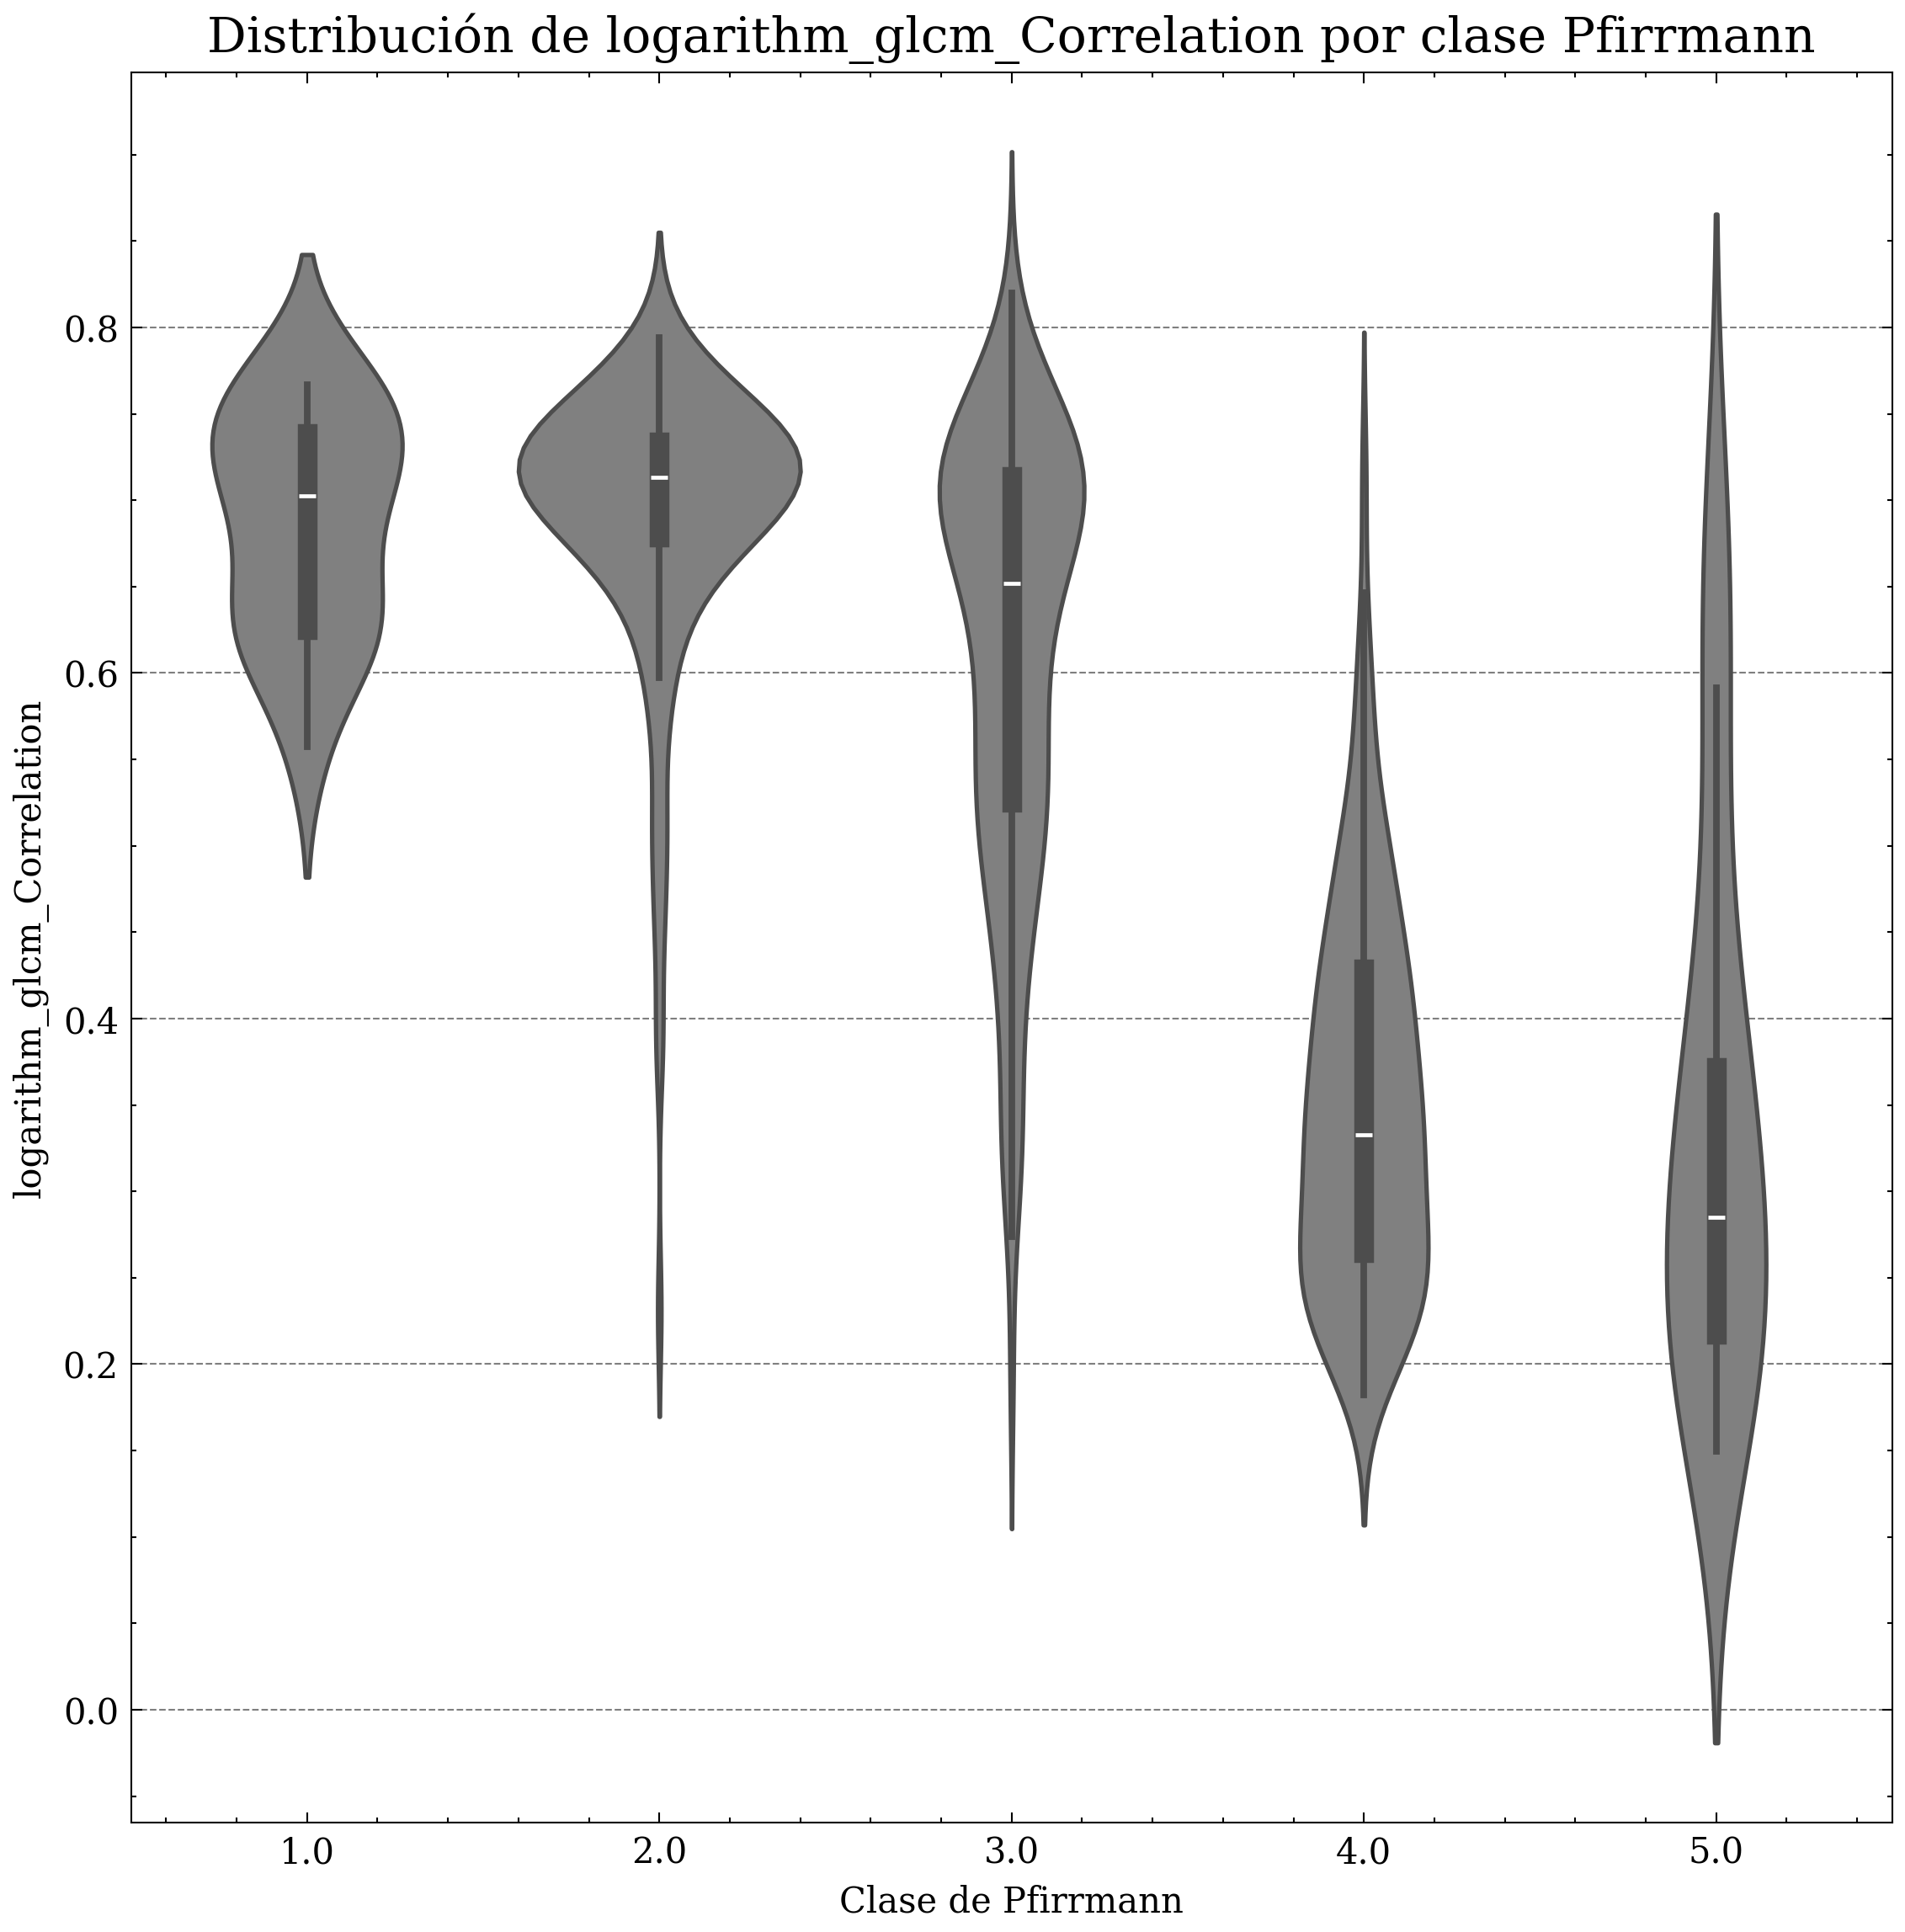 Distribución de logarithm_glcm_Correlation por clase Pfirrmann
logarithm_glcm_Correlation
0.8
0.6
0.4
0.2
0.0
1.0 2.0 3.0 4.0 5.0
Clase de Pfirrmann